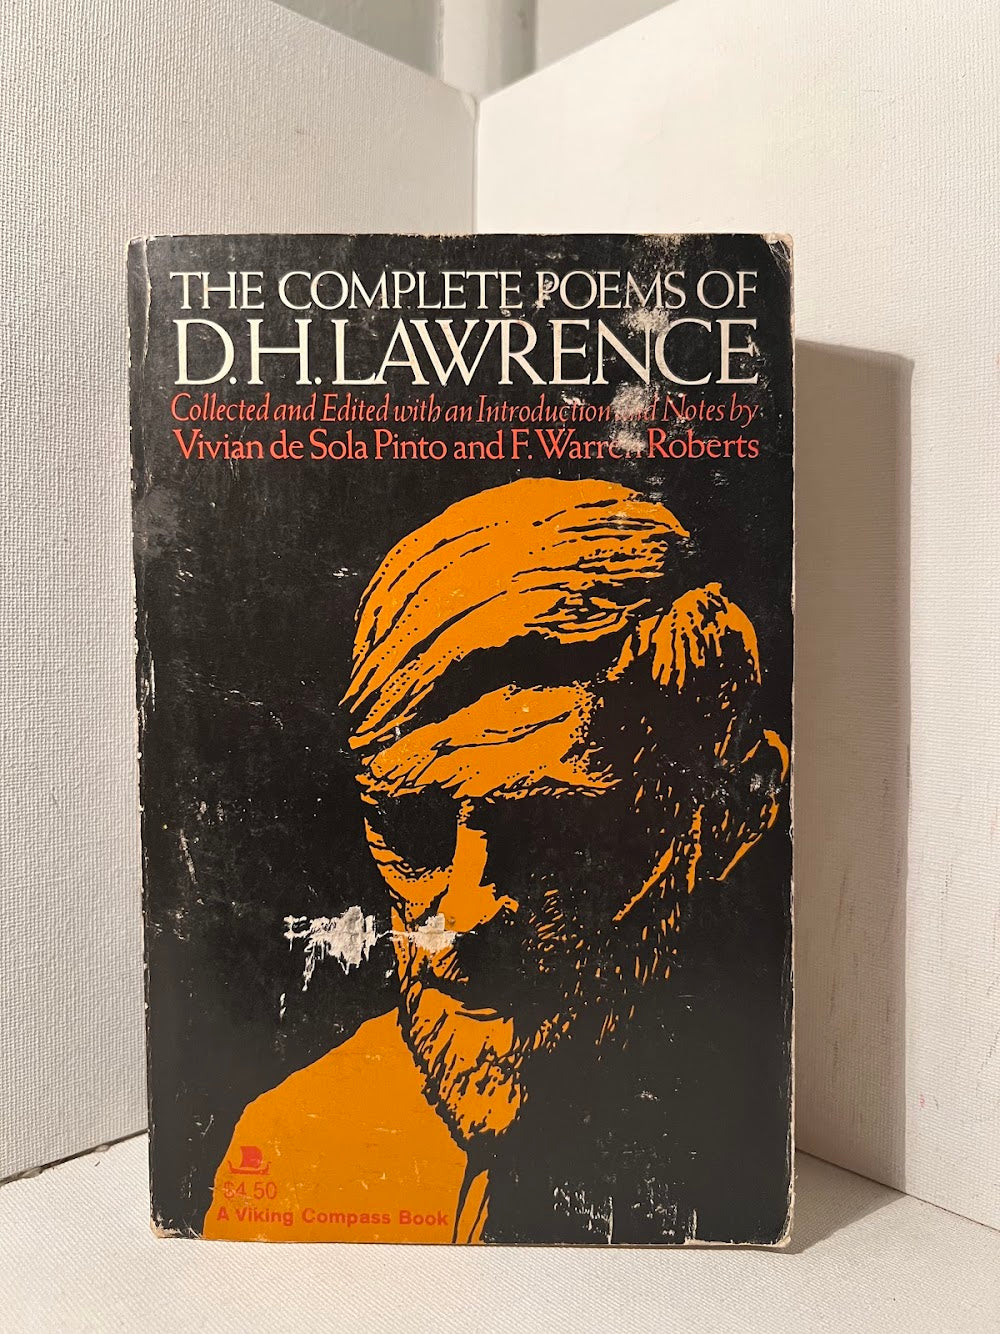 THE COMPLETE POEMS OF
D.H. LAWRENCE
Collected and Edited with an Introduction and Notes by
Vivian de Sola Pinto and F. Warren Roberts
$4.50
A Viking Compass Book